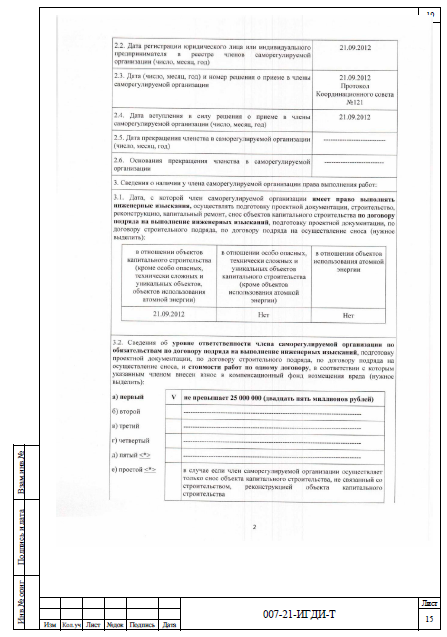 2.2. Дата регистрации юридического лица или индивидуального
предпринимателя в реестре членов саморегулируемой
организации (число, месяц, год)
21.09.2012
2.3. Дата (число, месяц, год) и номер решения о приеме в члены
саморегулируемой организации
21.09.2012
Протокол
Координационного совета
№121
2.4. Дата вступления в силу решения о приеме в члены
саморегулируемой организации (число, месяц, год)
21.09.2012
2.5. Дата прекращения членства в саморегулируемой организации
(число, месяц, год)
--------------------------
2.6. Основания прекращения членства в саморегулируемой
организации
--------------------------
3. Сведения о наличии у члена саморегулируемой организации права выполнения работ:
3.1. Дата, с которой член саморегулируемой организации имеет право выполнять
инженерные изыскания, осуществлять подготовку проектной документации, строительство,
реконструкцию, капитальный ремонт, снос объектов капитального строительства по договору
подряда на выполнение инженерных изысканий, подготовку проектной документации, по
договору строительного подряда, по договору подряда на осуществление сноса (нужное
выделить):
в отношении объектов
капитального строительства
(кроме особо опасных,
технически сложных и
уникальных объектов,
объектов использования
атомной энергии)
в отношении особо опасных,
технически сложных и
уникальных объектов
капитального строительства
(кроме объектов
использования атомной
энергии)
в отношении объектов
использования атомной
энергии
21.09.2012
Нет
Нет
3.2. Сведения об уровне ответственности члена саморегулируемой организации по
обязательствам по договору подряда на выполнение инженерных изысканий, подготовку
проектной документации, по договору строительного подряда, по договору подряда на
осуществление сноса, и стоимости работ по одному договору, в соответствии с которым
указанным членом внесен взнос в компенсационный фонд возмещения вреда (нужное
выделить):
а) первый V не превышает 25 000 000 (двадцать пять миллионов рублей)
б) второй
в) третий
г) четвертый
д) пятый <*>
е) простой <*> в случае если член саморегулируемой организации осуществляет
только снос объекта капитального строительства, не связанный со
строительством, реконструкцией объекта капитального
строительства
2
Взам инв.№
Подпись и дата
Инв № ориг
Изм Кол.уч Лист №док Подпись Дата
007-21-ИГДИ-Т
Лист
15